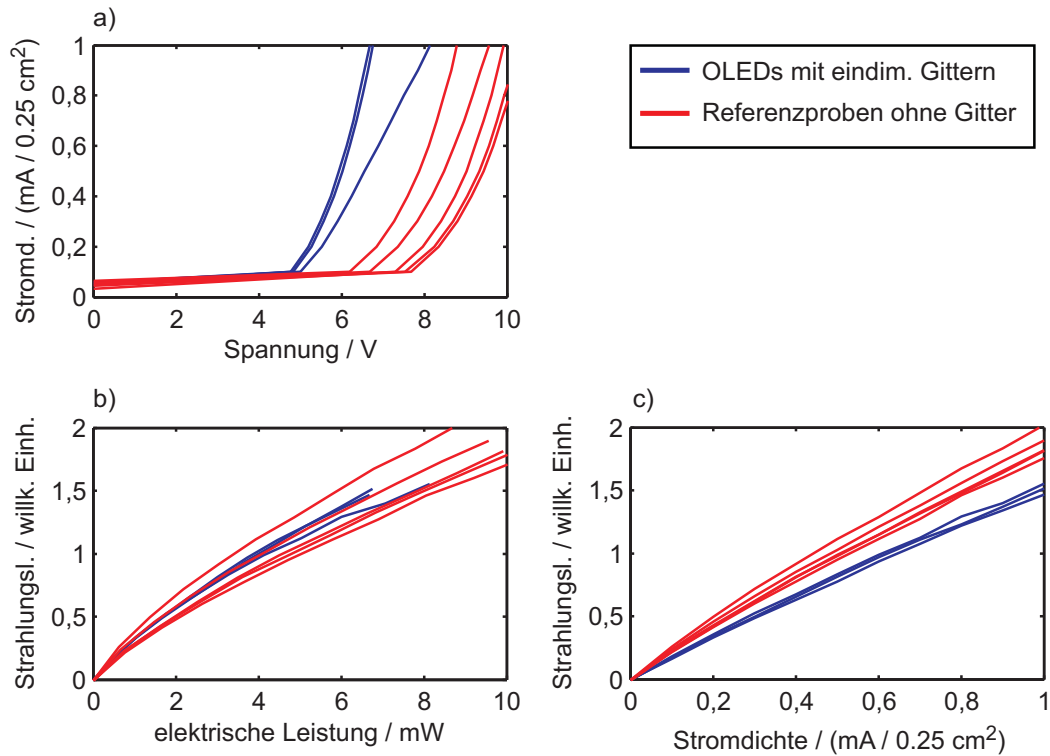 a)
Stromd. / (mA / 0.25 cm²)
1
0,8
0,6
0,4
0,2
0
0 2 4 6 8 10
Spannung / V
OLEDs mit eindim. Gittern
Referenzproben ohne Gitter
b)
Strahlungsl. / willk. Einh.
2
1,5
1
0,5
0
0 2 4 6 8 10
elektrische Leistung / mW
c)
Strahlungsl. / willk. Einh.
2
1,5
1
0,5
0
0 0,2 0,4 0,6 0,8 1
Stromdichte / (mA / 0.25 cm²)